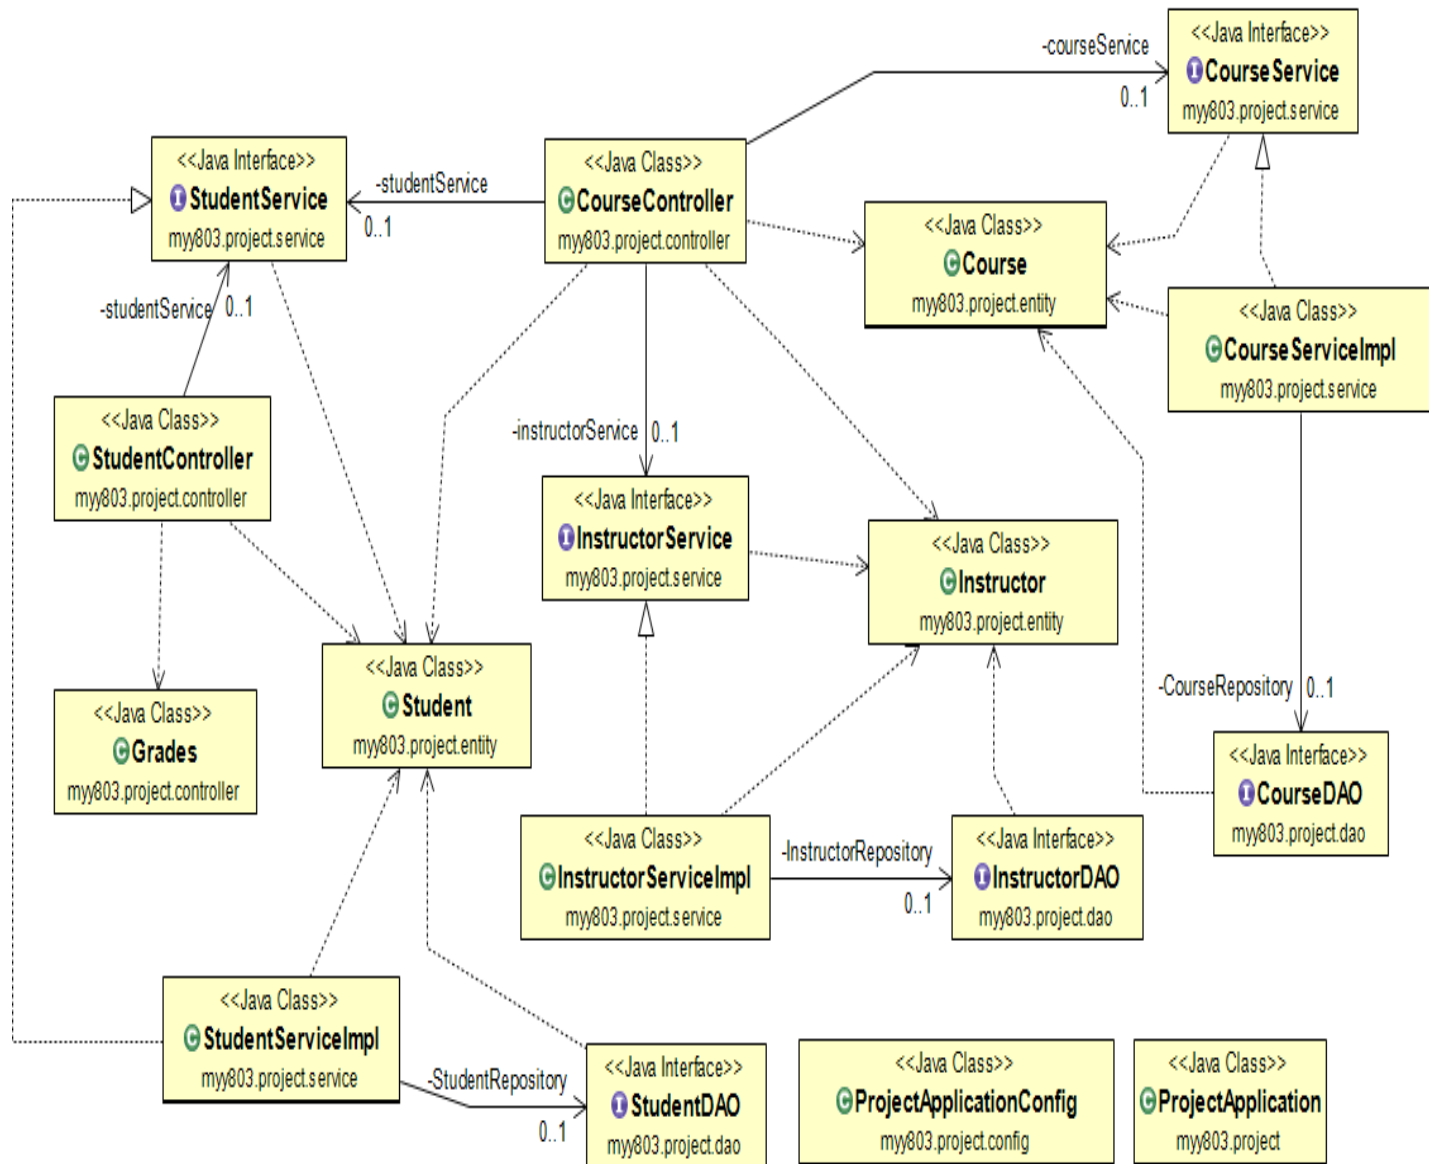 <<Java Interface>>
CourseService
myy803.project.service
-courseService
0..1
<<Java Interface>>
StudentService
myy803.project.service
-studentService
0..1
<<Java Class>>
CourseController
myy803.project.controller
<<Java Class>>
Course
myy803.project.entity
-studentService
0..1
<<Java Class>>
CourseServiceImpl
myy803.project.service
<<Java Class>>
StudentController
myy803.project.controller
-instructorService
0..1
<<Java Interface>>
InstructorService
myy803.project.service
<<Java Class>>
Instructor
myy803.project.entity
<<Java Class>>
Student
myy803.project.entity
<<Java Class>>
Grades
myy803.project.controller
-CourseRepository
0..1
<<Java Interface>>
CourseDAO
myy803.project.dao
<<Java Class>>
InstructorServiceImpl
myy803.project.service
-InstructorRepository
0..1
<<Java Interface>>
InstructorDAO
myy803.project.dao
<<Java Class>>
StudentServiceImpl
myy803.project.service
-StudentRepository
0..1
<<Java Interface>>
StudentDAO
myy803.project.dao
<<Java Class>>
ProjectApplicationConfig
myy803.project.config
<<Java Class>>
ProjectApplication
myy803.project